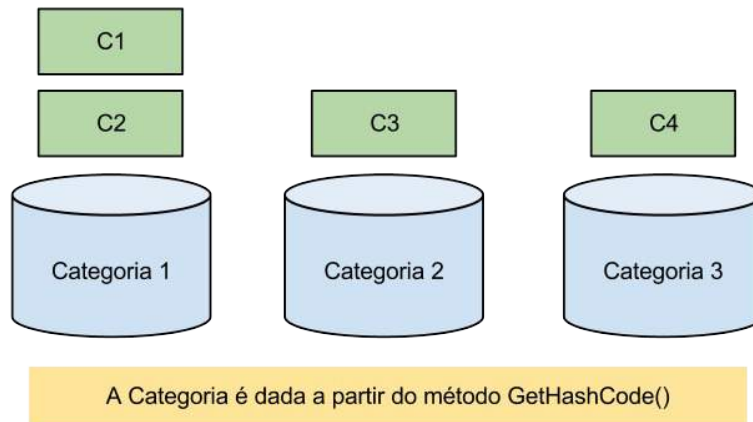 C1
C2
C3
C4
Categoria 1
Categoria 2
Categoria 3
A Categoria é dada a partir do método GetHashCode()